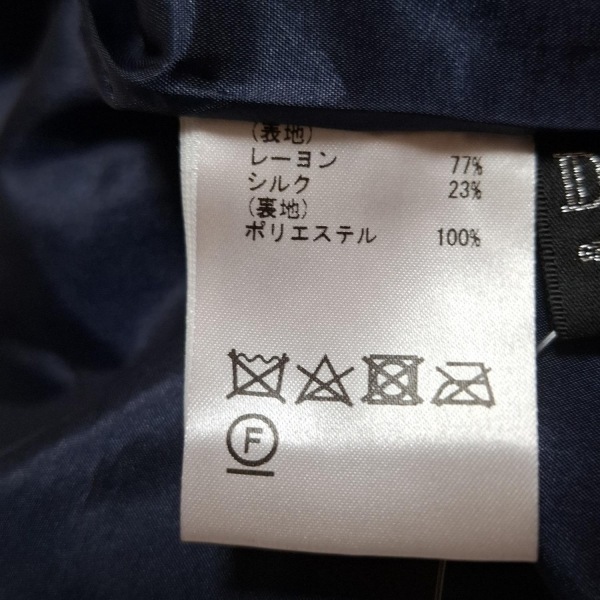 (表地)
レーヨン 77%
シルク 23%
(裏地)
ポリエステル 100%
F
D